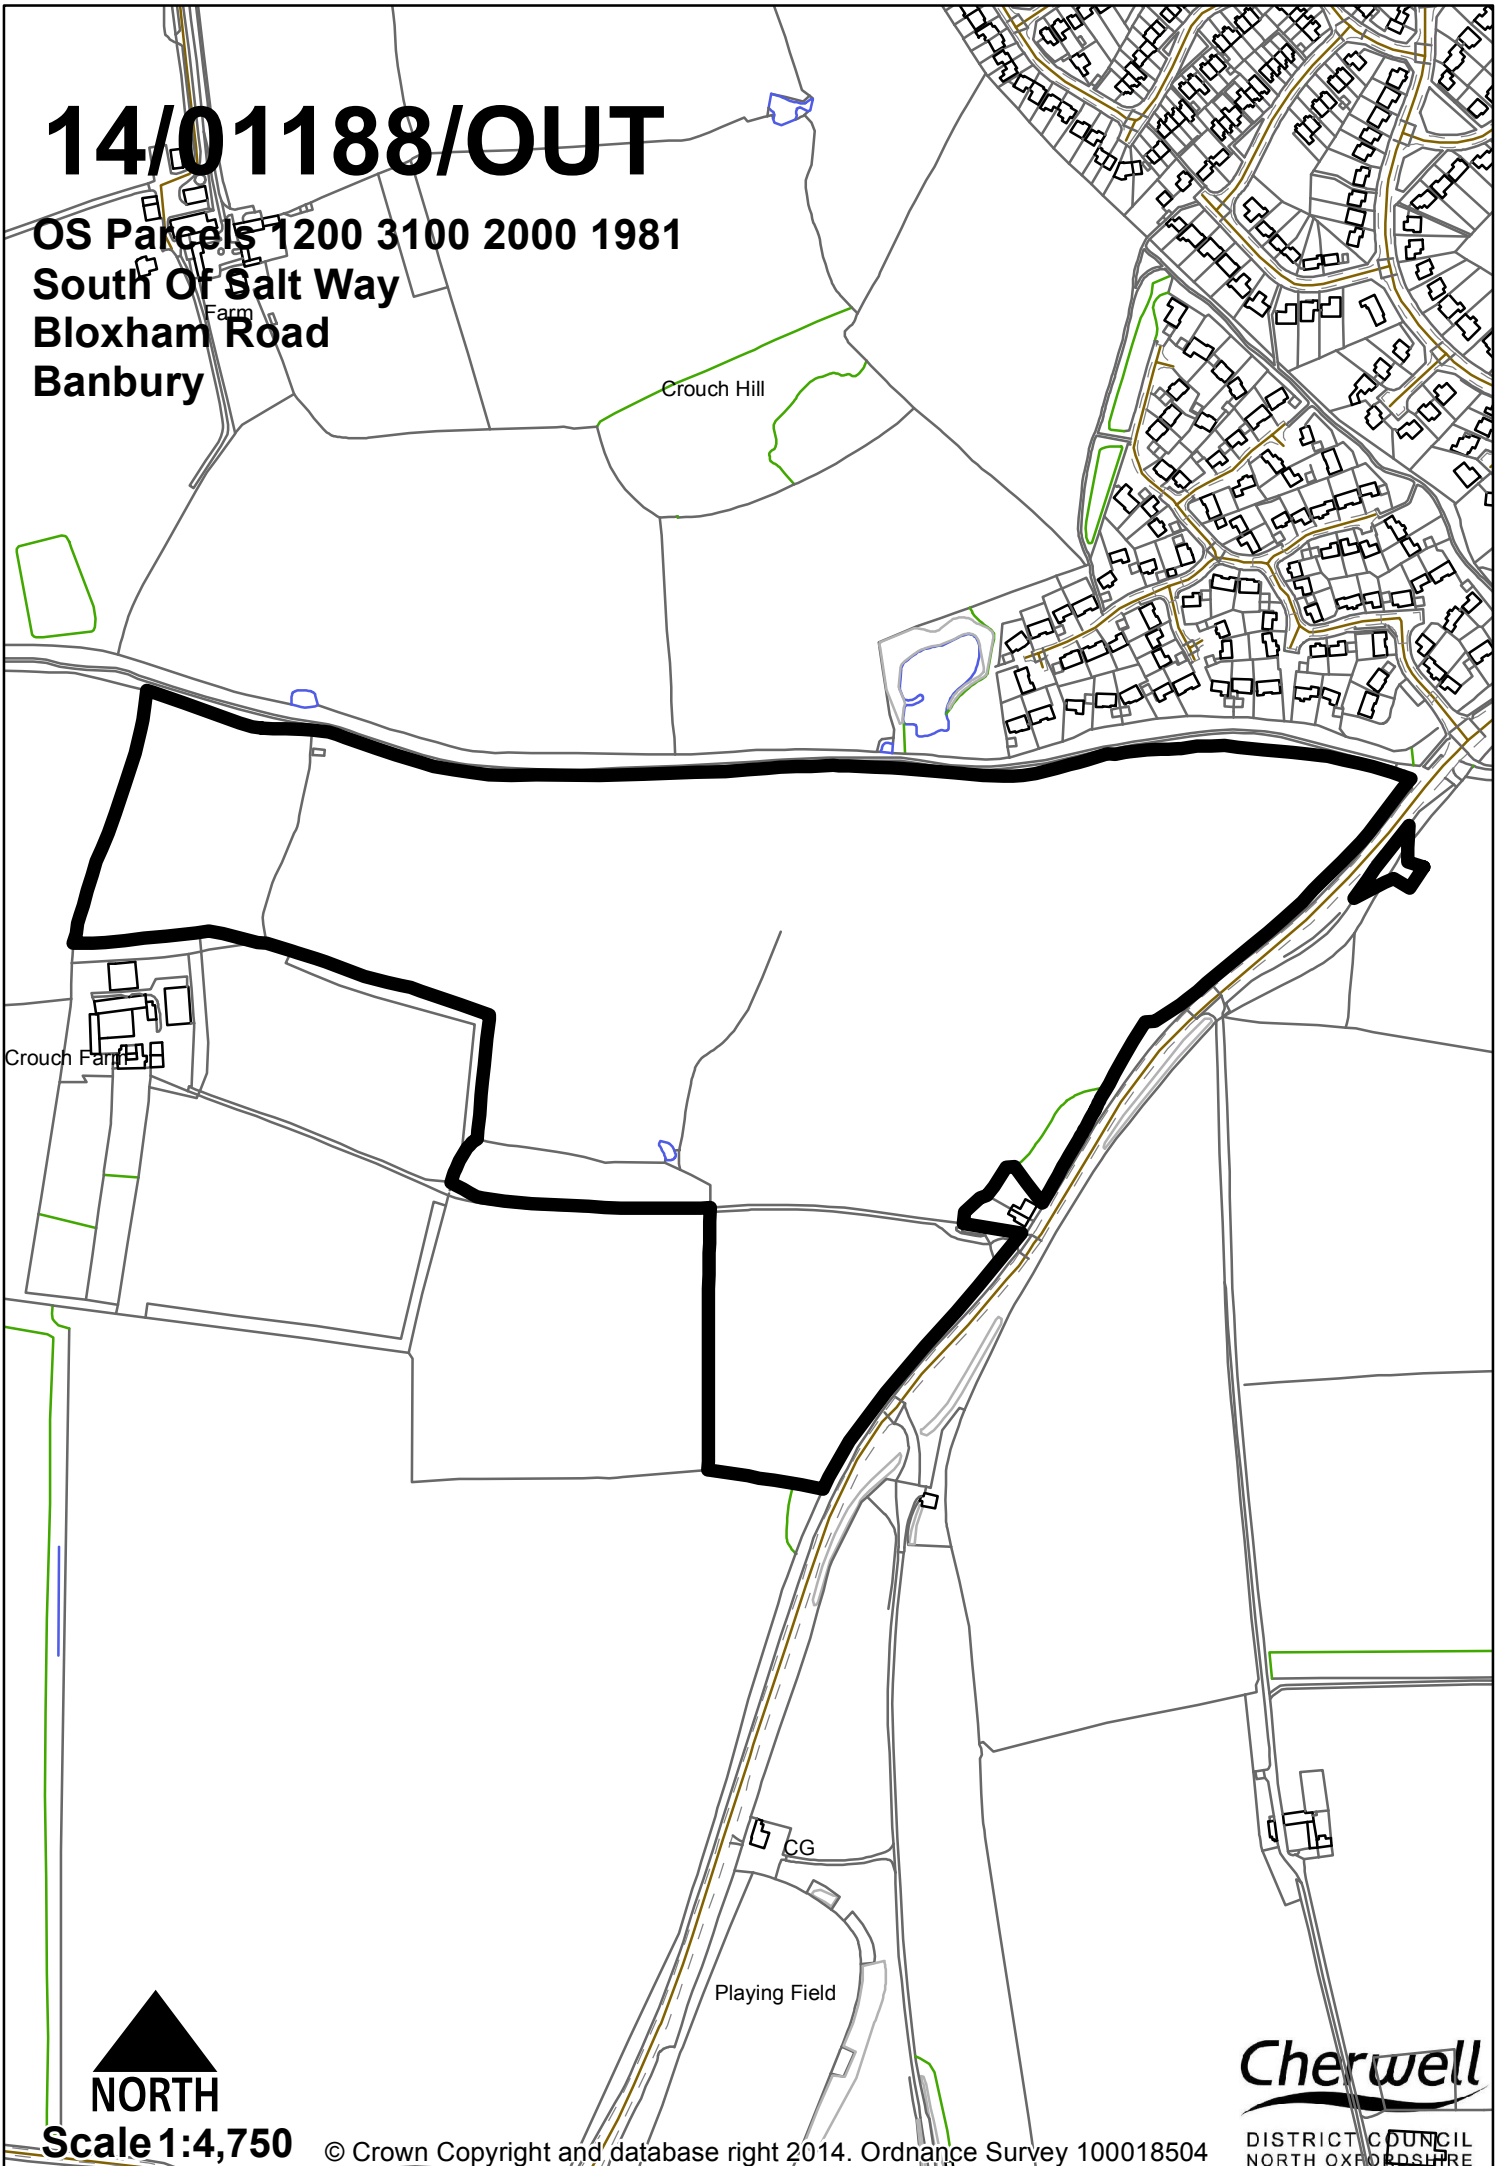 14/01188/OUT
OS Parcels 1200 3100 2000 1981
South Of Salt Way
Bloxham Road
Banbury
Farm
Crouch Hill
Crouch Farm
CG
Playing Field
NORTH
Scale 1:4,750
© Crown Copyright and database right 2014. Ordnance Survey 100018504
Cherwell
DISTRICT COUNCIL
NORTH OXFORDSHIRE